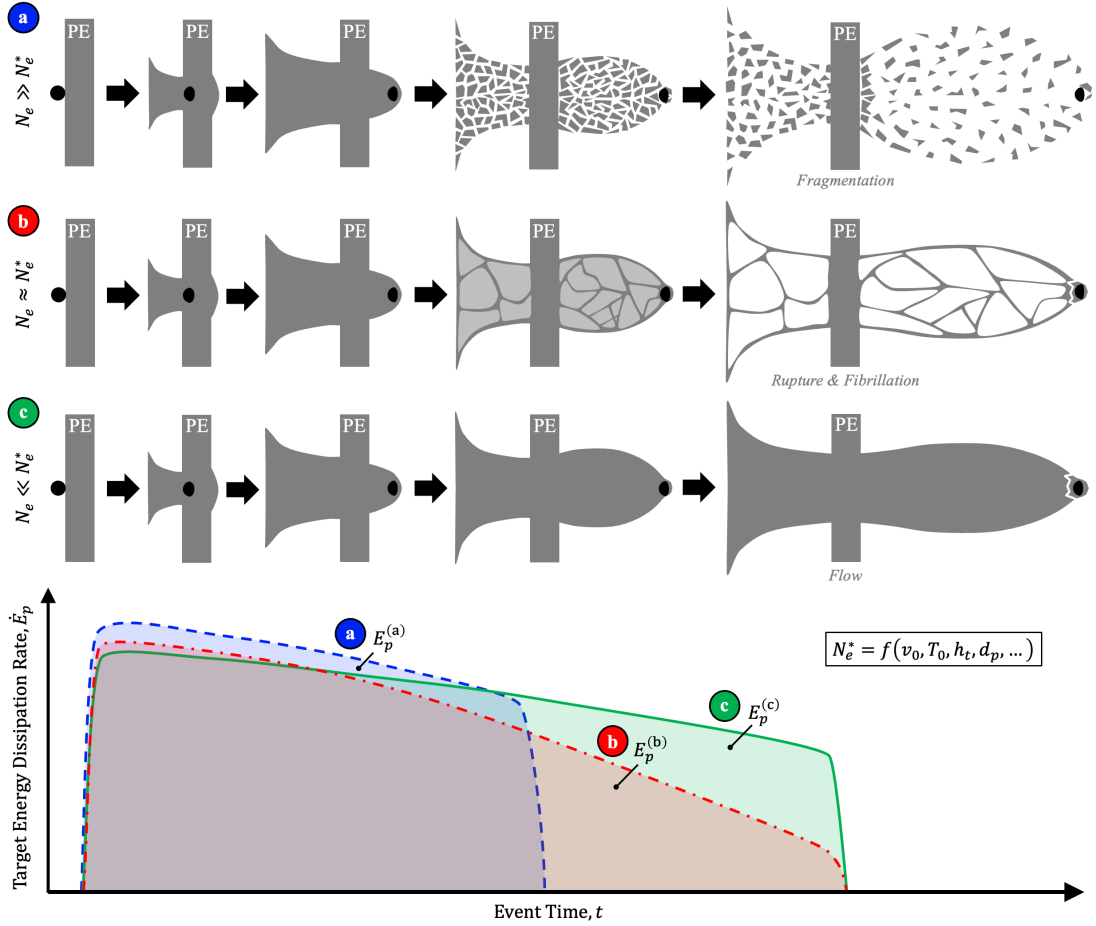 a
N_e ≫ N_e^*
PE PE PE PE PE
Fragmentation
b
N_e ≈ N_e^*
PE PE PE PE PE
Rupture & Fibrillation
c
N_e ≪ N_e^*
PE PE PE PE PE
Flow
Target Energy Dissipation Rate, Ė_p
a
E_p^(a)
N_e^* = f(v_0, T_0, h_t, d_p, …)
c
E_p^(c)
b
E_p^(b)
Event Time, t